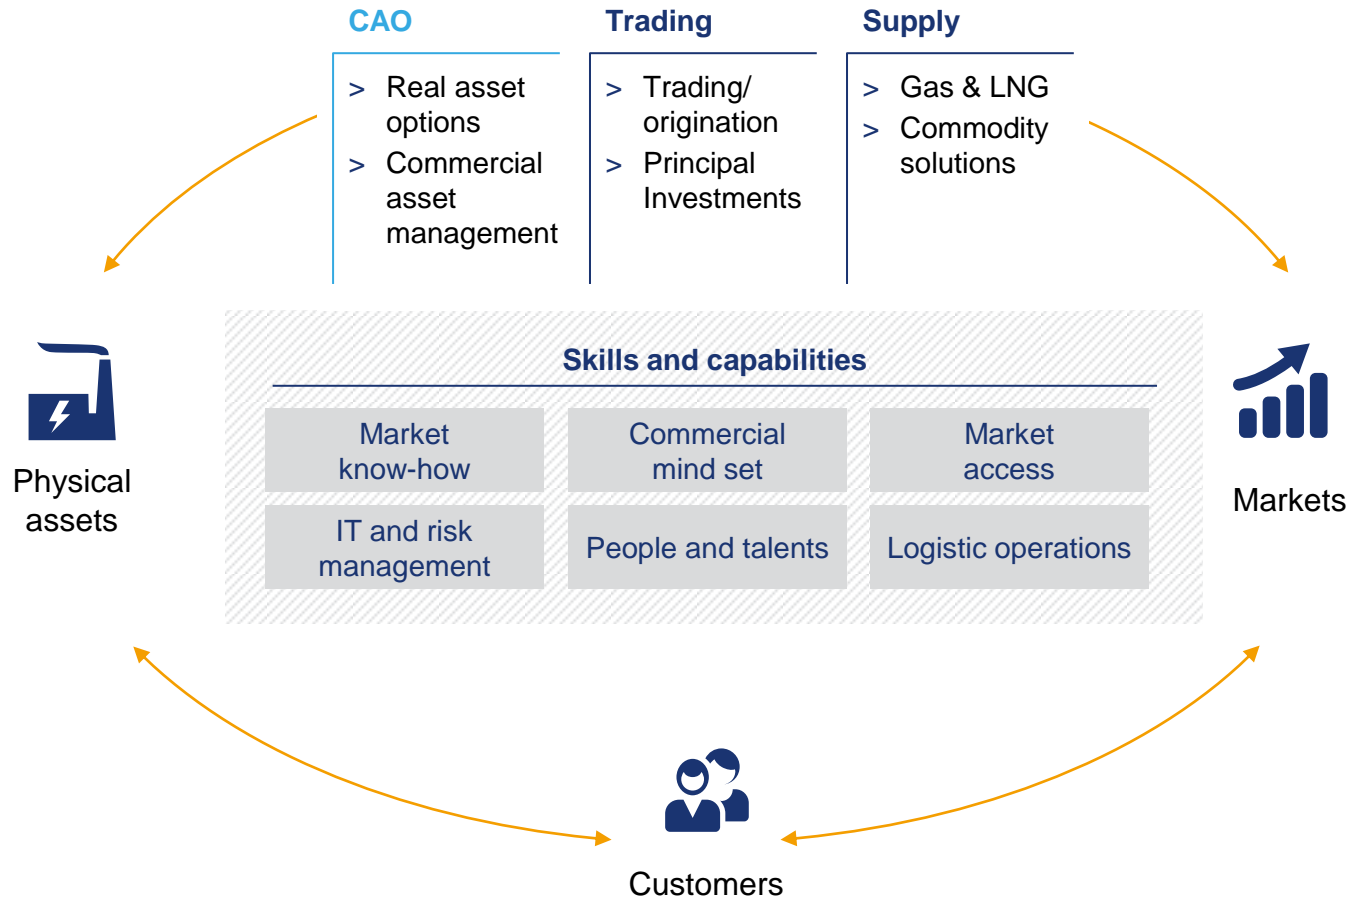 CAO
> Real asset
options
> Commercial
asset
management
Trading
> Trading/
origination
> Principal
Investments
Supply
> Gas & LNG
> Commodity
solutions
Skills and capabilities
Market
know-how
Commercial
mind set
Market
access
IT and risk
management
People and talents
Logistic operations
Physical
assets
Markets
Customers